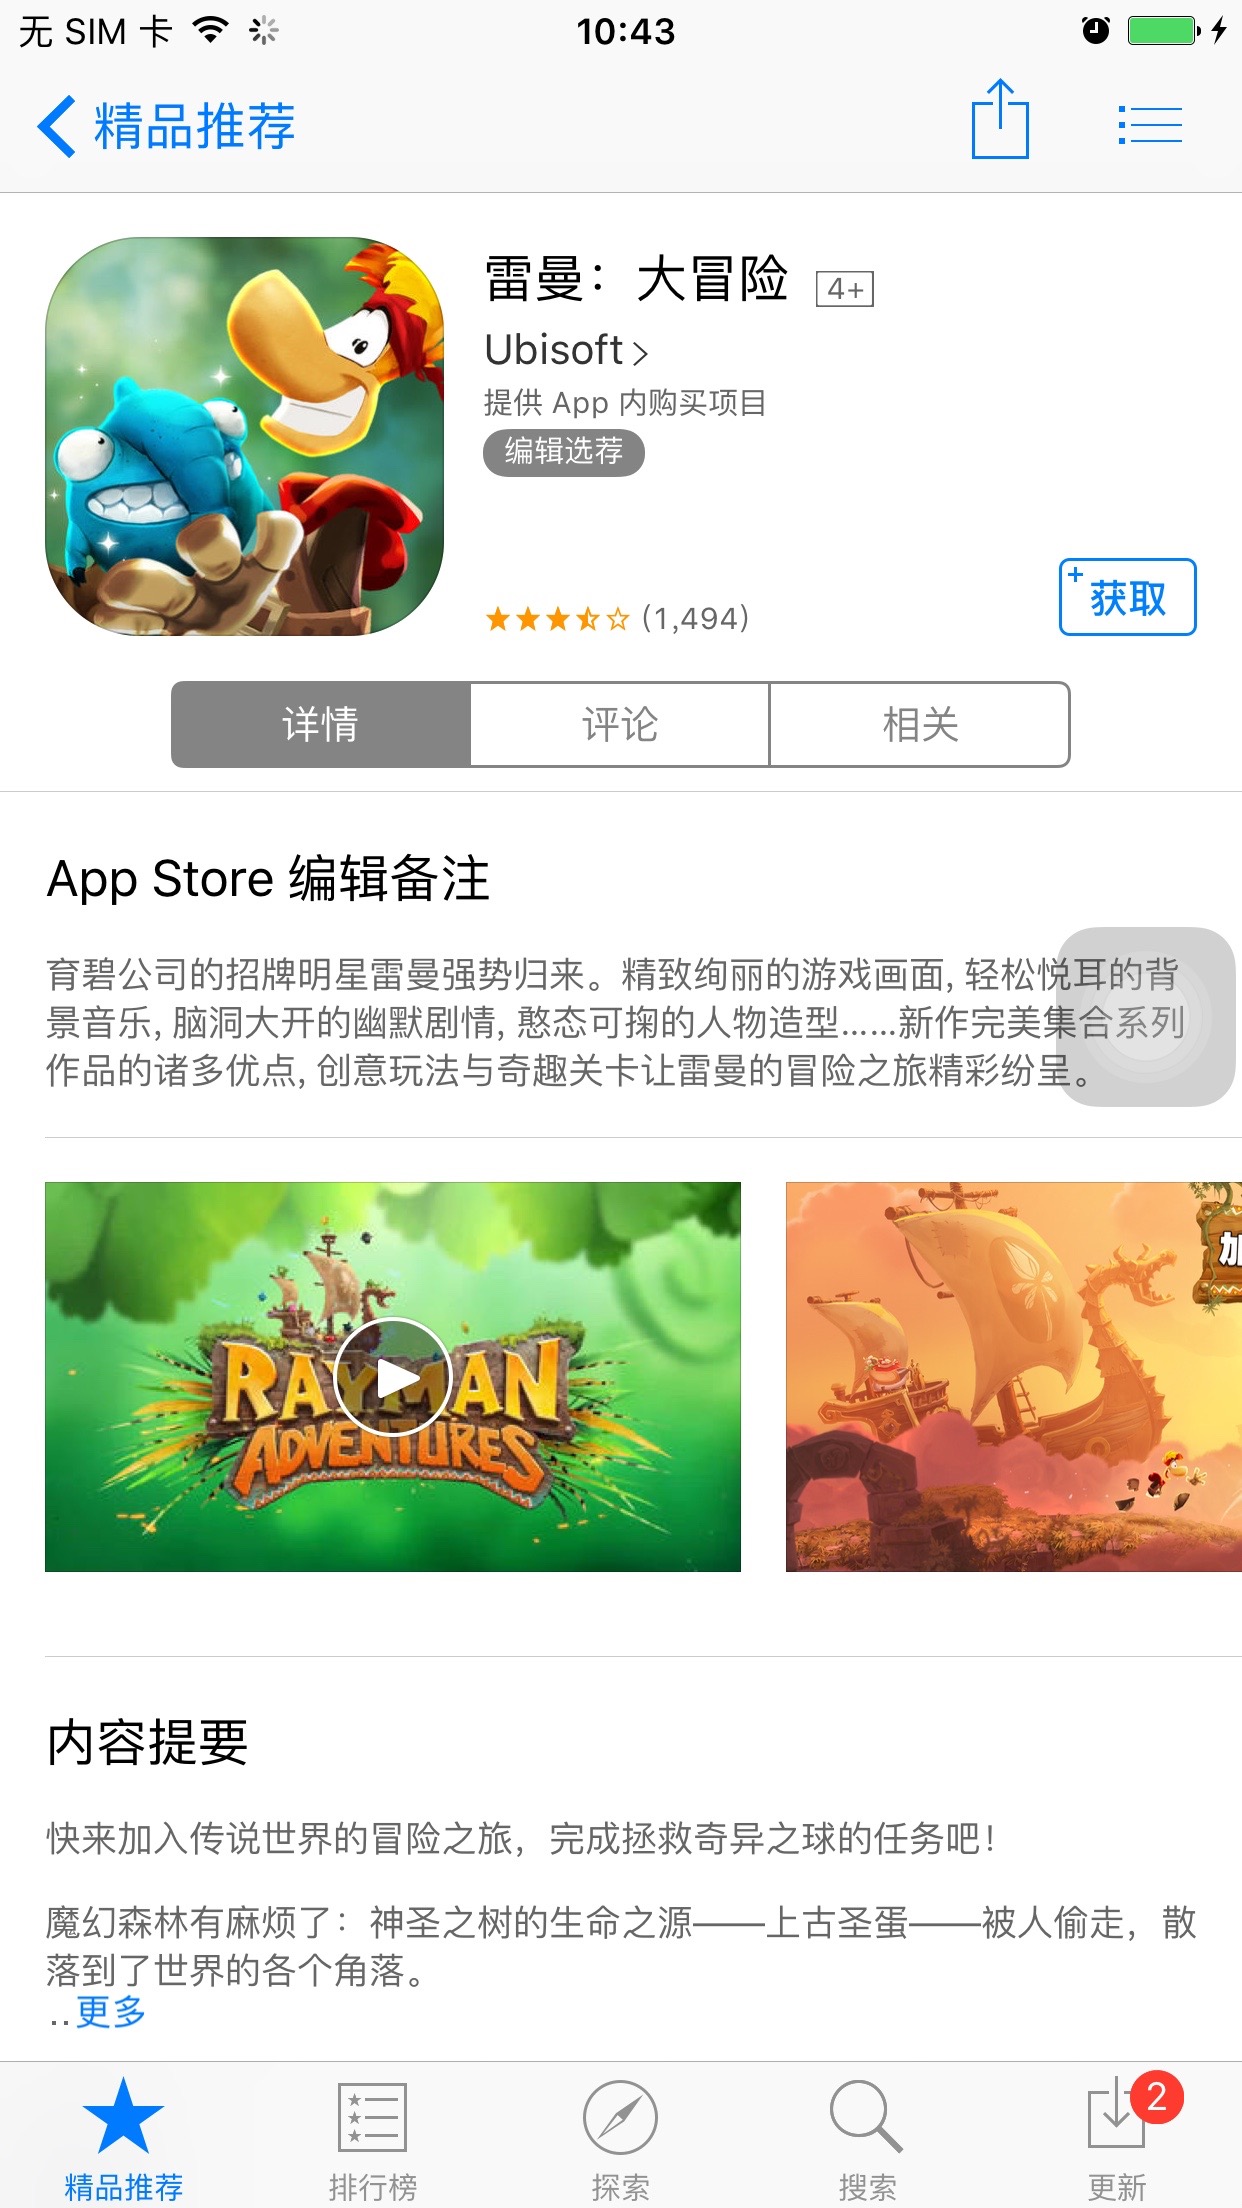 无 SIM 卡
10:43
精品推荐
雷曼：大冒险 4+
Ubisoft
提供 App 内购买项目
编辑选荐
(1,494)
+ 获取
详情
评论
相关
App Store 编辑备注
育碧公司的招牌明星雷曼强势归来。精致绚丽的游戏画面, 轻松悦耳的背
景音乐, 脑洞大开的幽默剧情, 憨态可掬的人物造型……新作完美集合系列
作品的诸多优点, 创意玩法与奇趣关卡让雷曼的冒险之旅精彩纷呈。
RAYMAN
ADVENTURES
加
内容提要
快来加入传说世界的冒险之旅，完成拯救奇异之球的任务吧！
魔幻森林有麻烦了：神圣之树的生命之源——上古圣蛋——被人偷走，散
落到了世界的各个角落。
..更多
精品推荐
排行榜
探索
搜索
2
更新